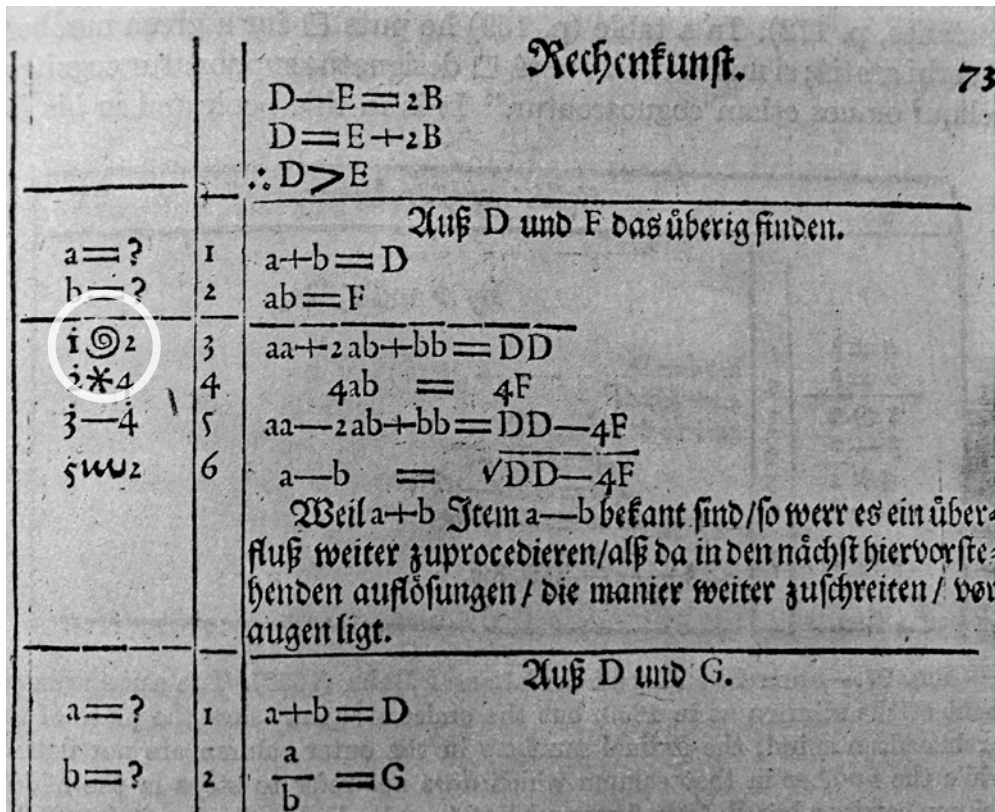 Rechenkunst. 73
D—E=2B
D=E+2B
∴D>E
Auß D und F das überig finden.
a=? 1 a+b=D
b=? 2 ab=F
1@2 3 aa+2ab+bb=DD
2*4 4 4ab = 4F
3—4 5 aa—2ab+bb=DD—4F
5ω2 6 a—b = √DD—4F
Weil a+b Item a—b bekant sind/so werr es ein über-
fluß weiter zuprocedieren/alß da in den nächst hiervorste-
henden auflösungen/ die manier weiter zuschreiten/ vor
augen ligt.
Auß D und G.
a=? 1 a+b=D
b=? 2 a/b =G